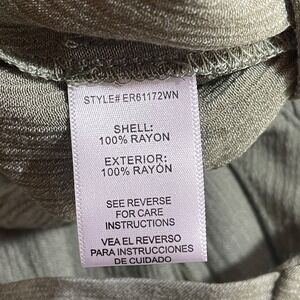 STYLE# ER61172WN
SHELL:
100% RAYON
EXTERIOR:
100% RAYÓN
SEE REVERSE
FOR CARE
INSTRUCTIONS
VEA EL REVERSO
PARA INSTRUCCIONES
DE CUIDADO